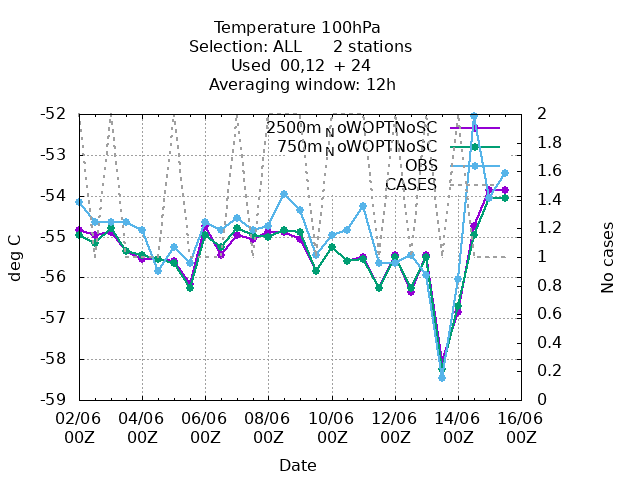 Temperature 100hPa
Selection: ALL 2 stations
Used 00,12 + 24
Averaging window: 12h
2500m NoWOPTNoSC
750m NoWOPTNoSC
OBS
CASES
-52
-53
-54
-55
-56
-57
-58
-59
deg C
2
1.8
1.6
1.4
1.2
1
0.8
0.6
0.4
0.2
0
No cases
02/06 04/06 06/06 08/06 10/06 12/06 14/06 16/06
00Z 00Z 00Z 00Z 00Z 00Z 00Z 00Z
Date